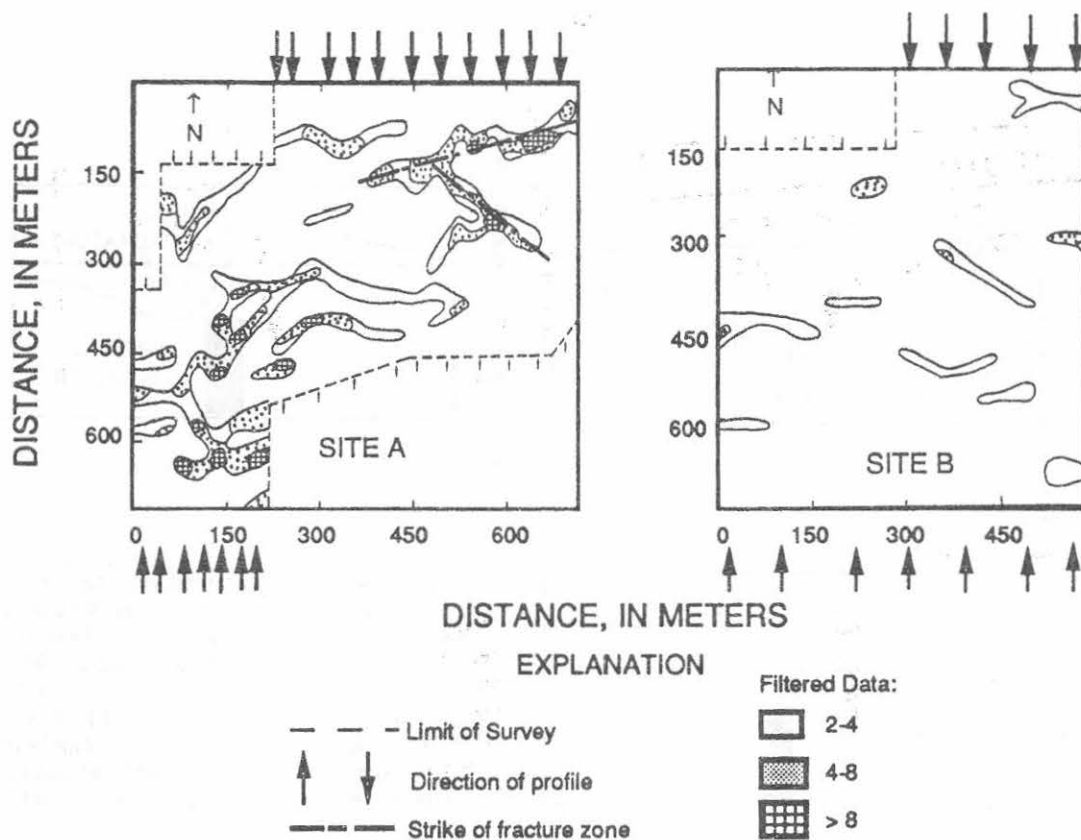 DISTANCE, IN METERS
150
300
450
600
N
SITE A
0 150 300 450 600
150
300
450
600
N
SITE B
0 150 300 450
DISTANCE, IN METERS
EXPLANATION
Limit of Survey
Direction of profile
Strike of fracture zone
Filtered Data:
2-4
4-8
> 8